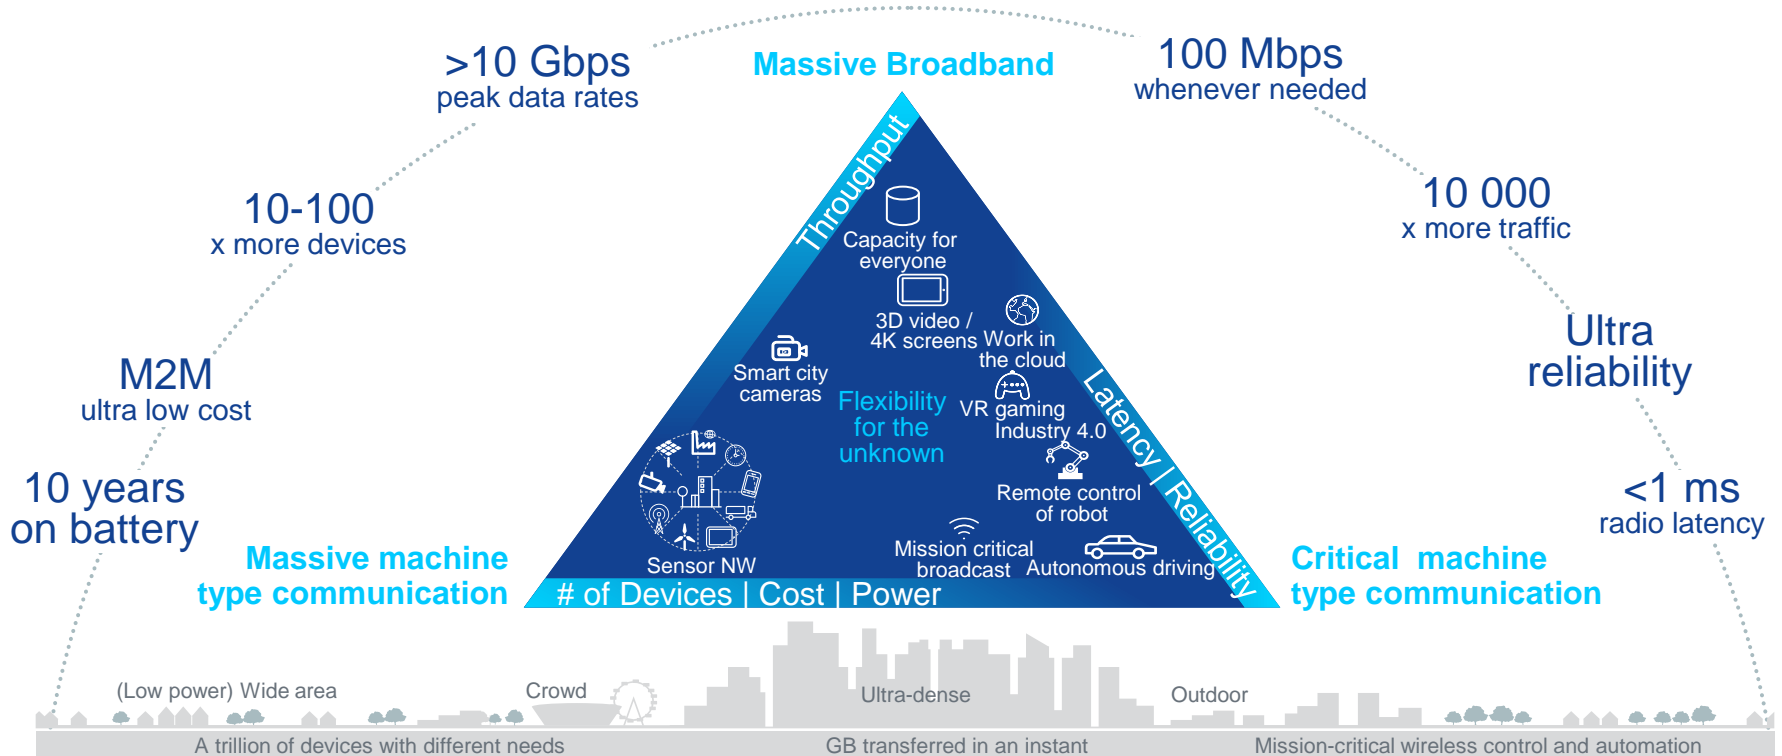 >10 Gbps
peak data rates
Massive Broadband
100 Mbps
whenever needed
10-100
x more devices
10 000
x more traffic
M2M
ultra low cost
Ultra
reliability
10 years
on battery
<1 ms
radio latency
Throughput
Capacity for
everyone
3D video /
4K screens
Work in
the cloud
Smart city
cameras
Flexibility
for the
unknown
VR gaming
Industry 4.0
Latency | Reliability
Remote control
of robot
Sensor NW
Mission critical
broadcast
Autonomous driving
Massive machine
type communication
# of Devices | Cost | Power
Critical machine
type communication
(Low power) Wide area
Crowd
Ultra-dense
Outdoor
A trillion of devices with different needs
GB transferred in an instant
Mission-critical wireless control and automation